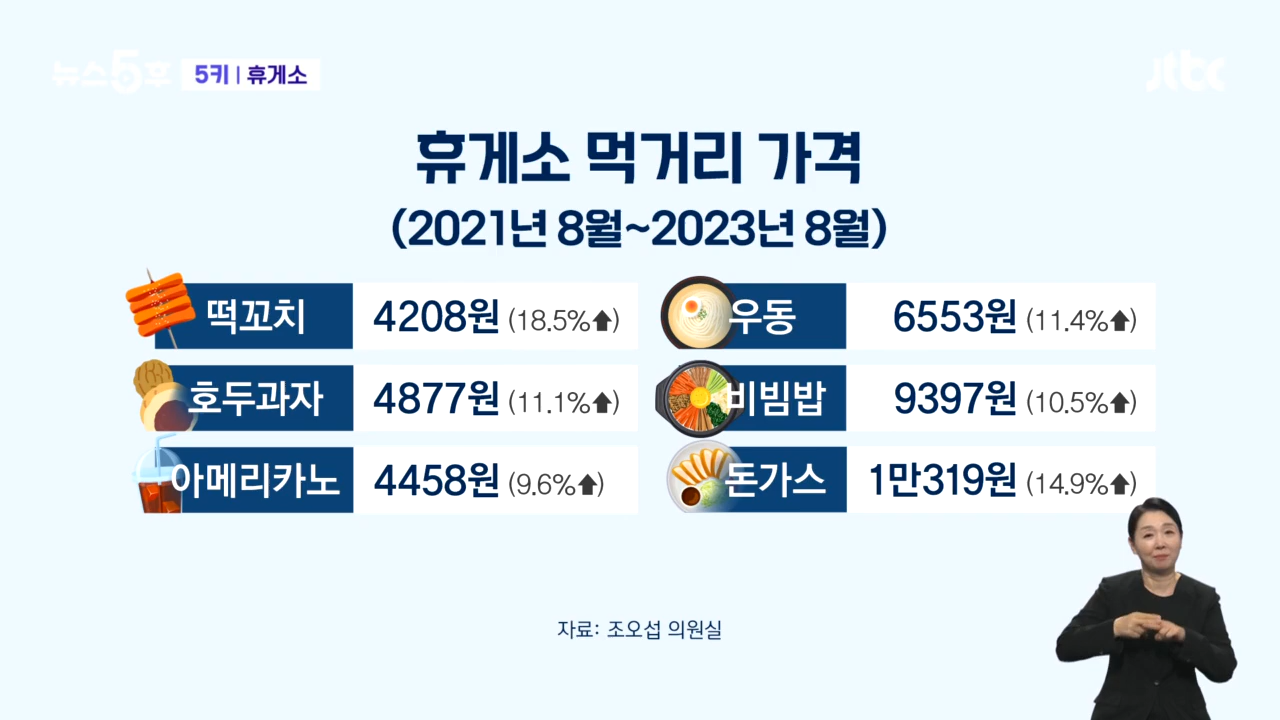 뉴스5후 5키 | 휴게소
jtbc
휴게소 먹거리 가격
(2021년 8월~2023년 8월)
떡꼬치 4208원 (18.5%⬆)
우동 6553원 (11.4%⬆)
호두과자 4877원 (11.1%⬆)
비빔밥 9397원 (10.5%⬆)
아메리카노 4458원 (9.6%⬆)
돈가스 1만319원 (14.9%⬆)
자료: 조오섭 의원실